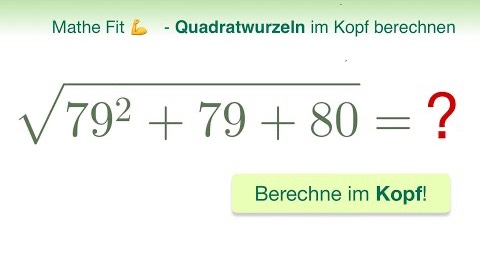 Mathe Fit 💪 - Quadratwurzeln im Kopf berechnen
√(79² + 79 + 80) = ?
Berechne im Kopf!